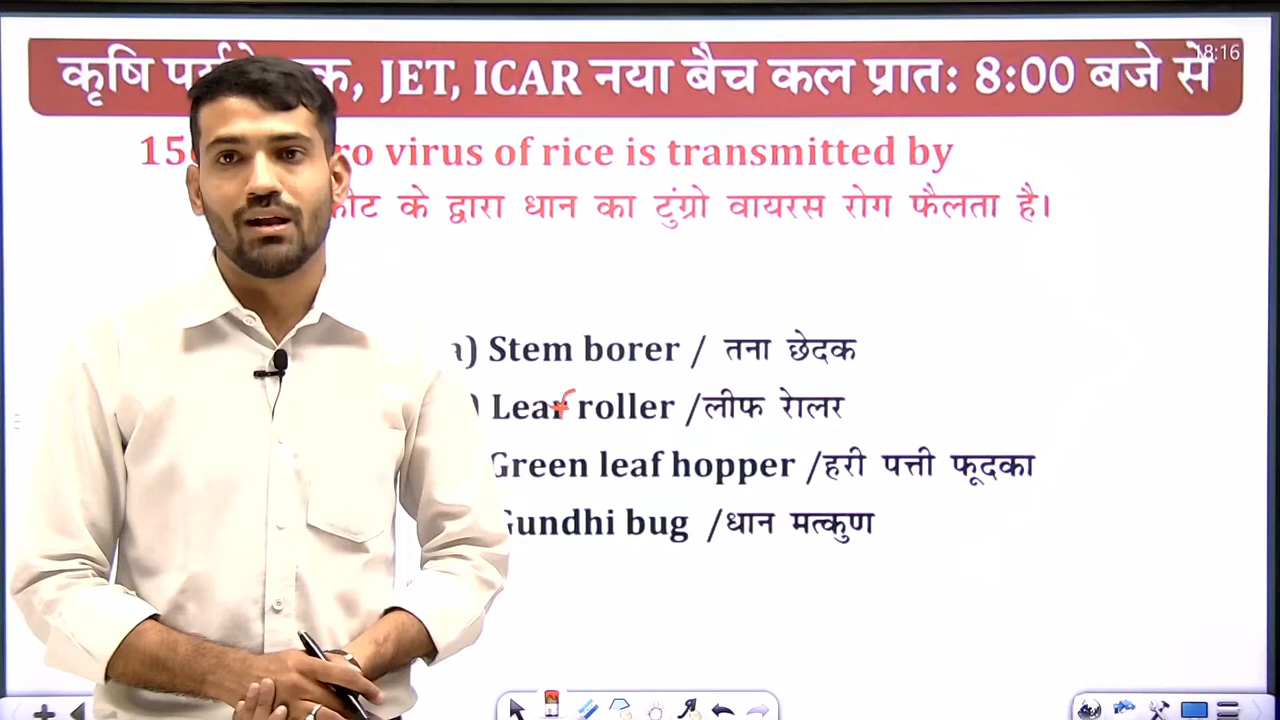 कृषि क, JET, ICAR नया बैच कल प्रात: 8:00 बजे से
18:16
15 ro virus of rice is transmitted by
कीट के द्वारा धान का टुंग्रो वायरस रोग फैलता है।
a) Stem borer / तना छेदक
) Leaf roller /लीफ रोलर
Green leaf hopper /हरी पत्ती फूदका
Gundhi bug /धान मत्कुण